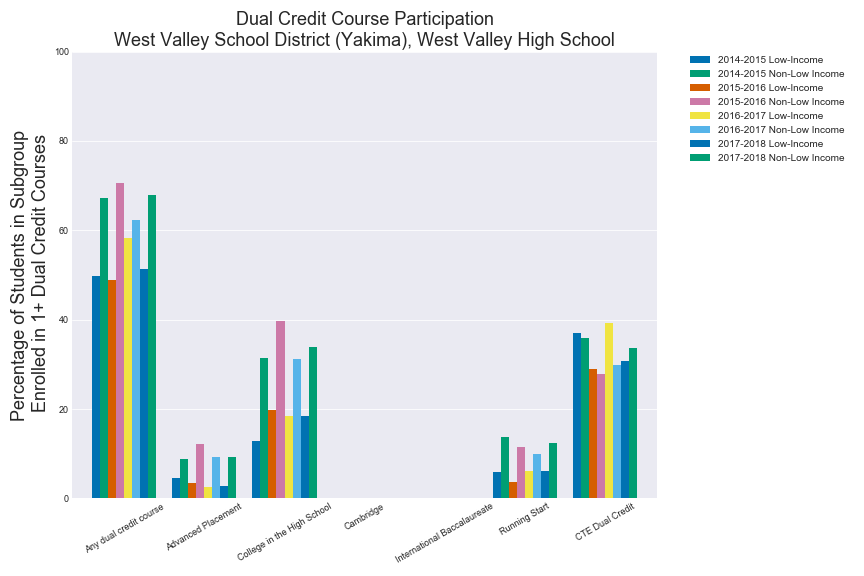 Dual Credit Course Participation
West Valley School District (Yakima), West Valley High School
Percentage of Students in Subgroup
Enrolled in 1+ Dual Credit Courses
100
80
60
40
20
0
Any dual credit course
Advanced Placement
College in the High School
Cambridge
International Baccalaureate
Running Start
CTE Dual Credit
2014-2015 Low-Income
2014-2015 Non-Low Income
2015-2016 Low-Income
2015-2016 Non-Low Income
2016-2017 Low-Income
2016-2017 Non-Low Income
2017-2018 Low-Income
2017-2018 Non-Low Income